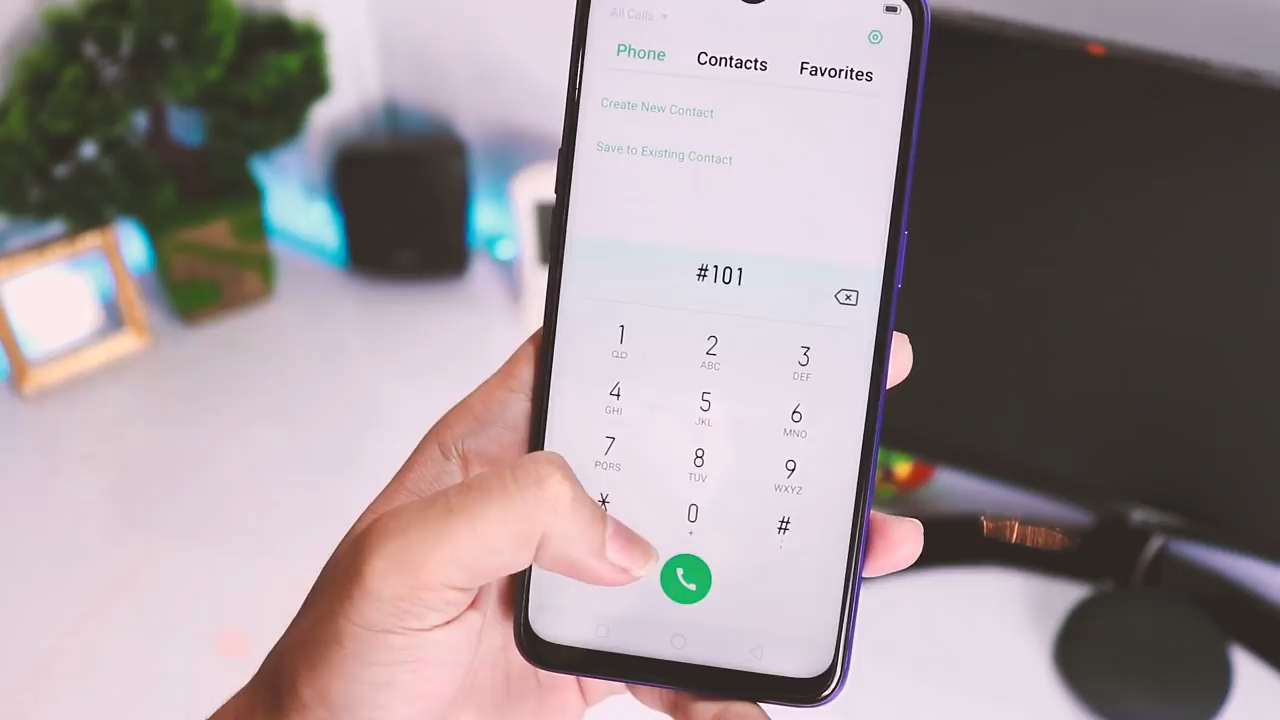 All Calls
Phone Contacts Favorites
Create New Contact
Save to Existing Contact
#101
1 2 3
ABC DEF
4 5 6
GHI JKL MNO
7 8 9
PQRS TUV WXYZ
* 0 #
+